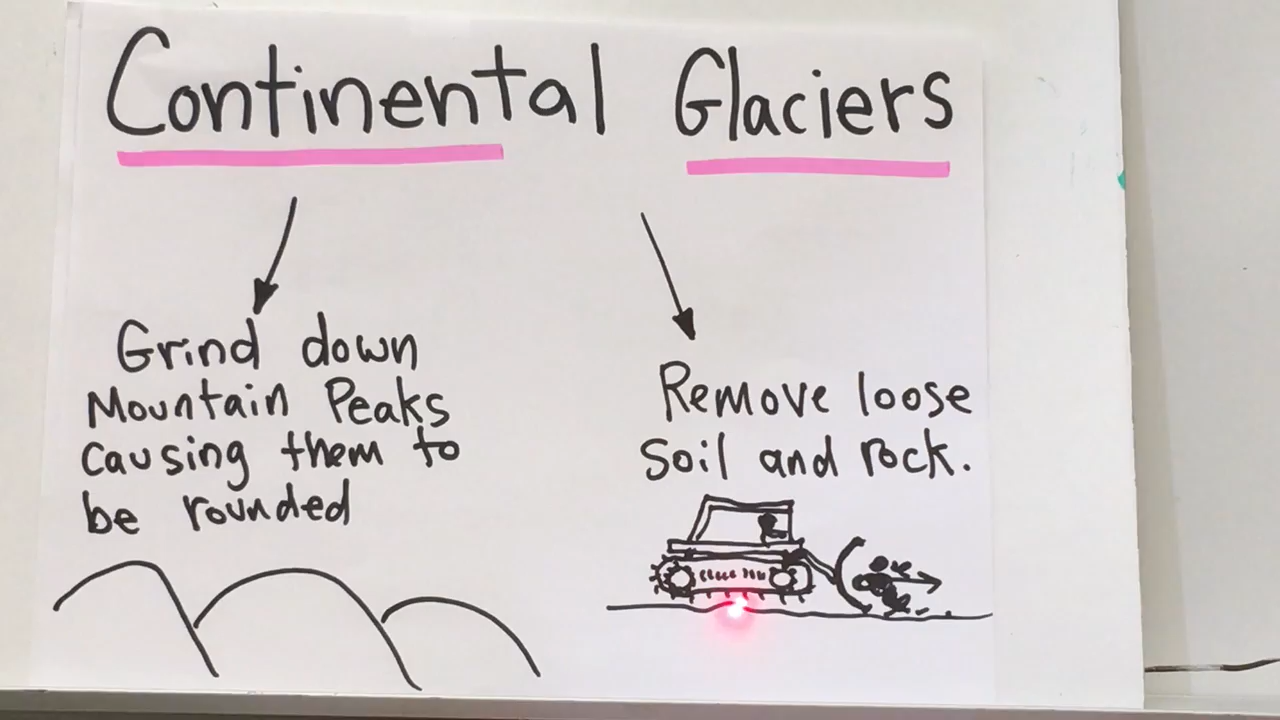 Continental Glaciers
Grind down
Mountain Peaks
causing them to
be rounded
Remove loose
soil and rock.